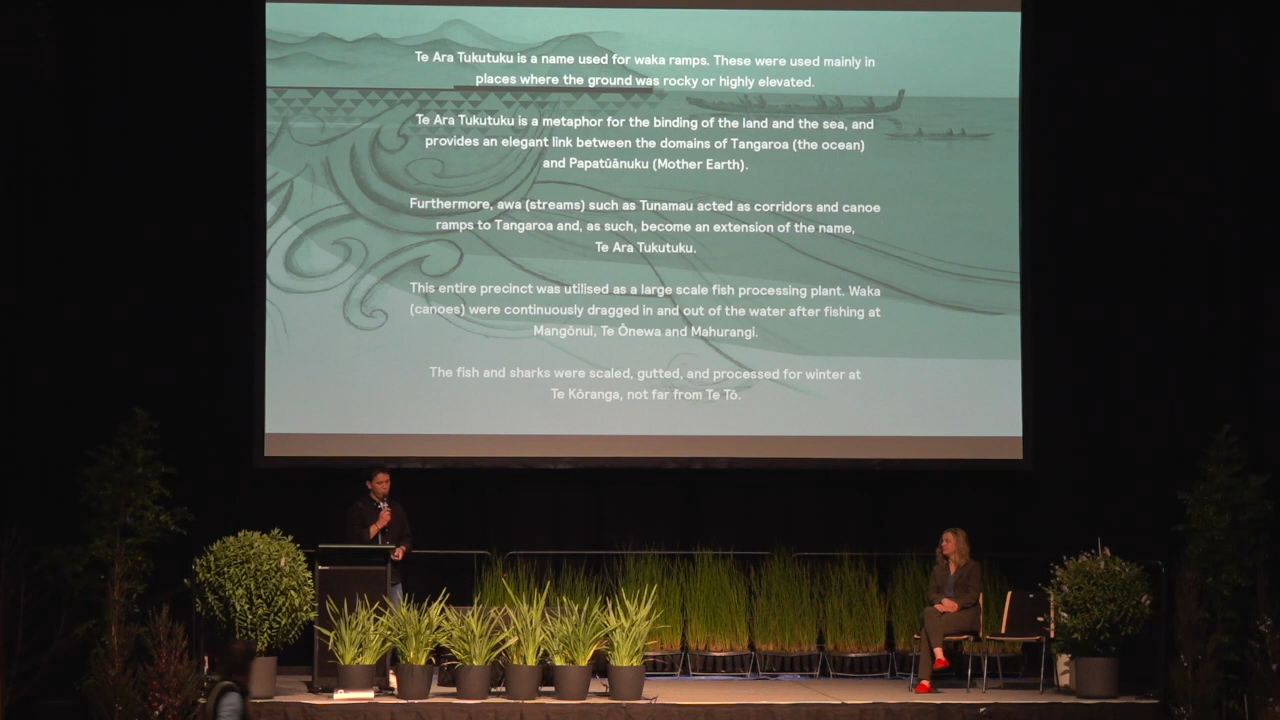 Te Ara Tukutuku is a name used for waka ramps. These were used mainly in
places where the ground was rocky or highly elevated.
Te Ara Tukutuku is a metaphor for the binding of the land and the sea, and
provides an elegant link between the domains of Tangaroa (the ocean)
and Papatūānuku (Mother Earth).
Furthermore, awa (streams) such as Tunamau acted as corridors and canoe
ramps to Tangaroa and, as such, become an extension of the name,
Te Ara Tukutuku.
This entire precinct was utilised as a large scale fish processing plant. Waka
(canoes) were continuously dragged in and out of the water after fishing at
Mangōnui, Te Ōnewa and Mahurangi.
The fish and sharks were scaled, gutted, and processed for winter at
Te Kōranga, not far from Te Tō.